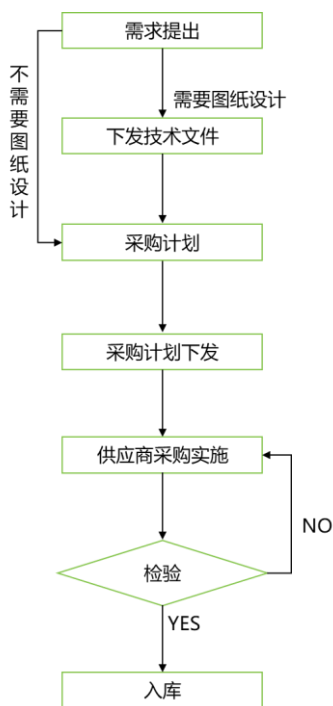 需求提出
不需要图纸设计
需要图纸设计
下发技术文件
采购计划
采购计划下发
供应商采购实施
NO
检验
YES
入库